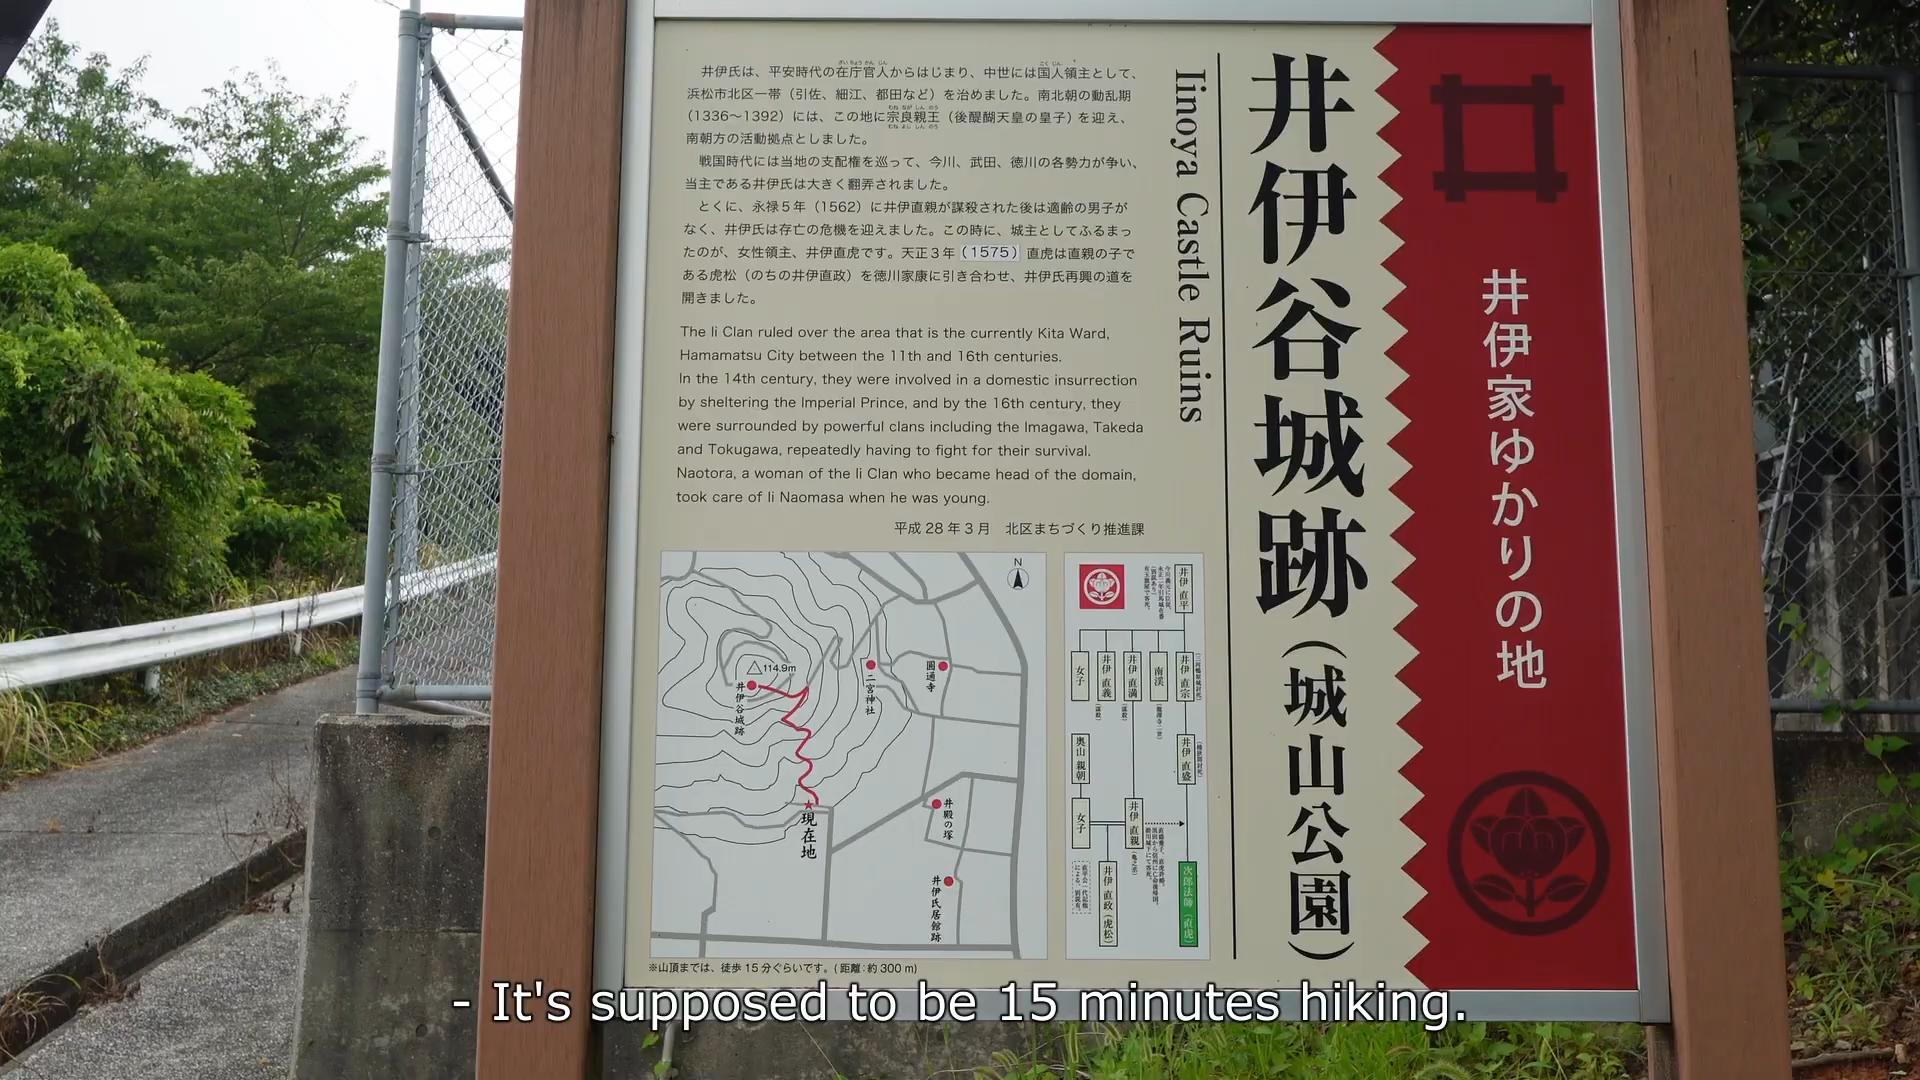 井伊家ゆかりの地
井伊谷城跡（城山公園）
Iinoya Castle Ruins
井伊氏は、平安時代の在庁官人からはじまり、中世には国人領主として、
浜松市北区一帯（引佐、細江、都田など）を治めました。南北朝の動乱期
（1336～1392）には、この地に宗良親王（後醍醐天皇の皇子）を迎え、
南朝方の活動拠点としました。
戦国時代には当地の支配権を巡って、今川、武田、徳川の各勢力が争い、
当主である井伊氏は大きく翻弄されました。
とくに、永禄５年（1562）に井伊直親が謀殺された後は適齢の男子が
なく、井伊氏は存亡の危機を迎えました。この時に、城主としてふるまっ
たのが、女性領主、井伊直虎です。天正３年（1575）直虎は直親の子で
ある虎松（のちの井伊直政）を徳川家康に引き合わせ、井伊氏再興の道を
開きました。
The Ii Clan ruled over the area that is the currently Kita Ward,
Hamamatsu City between the 11th and 16th centuries.
In the 14th century, they were involved in a domestic insurrection
by sheltering the Imperial Prince, and by the 16th century, they
were surrounded by powerful clans including the Imagawa, Takeda
and Tokugawa, repeatedly having to fight for their survival.
Naotora, a woman of the Ii Clan who became head of the domain,
took care of Ii Naomasa when he was young.
平成28年３月　北区まちづくり推進課
N
114.9m
井伊谷城跡
二宮神社
圓通寺
現在地
井殿の塚
井伊氏居館跡
井伊 直平
女子
井伊 直義
井伊 直満
南渓
井伊 直宗
奥山 親朝
井伊 直盛
女子
井伊 直親
井伊 直政（虎松）
次郎法師（直虎）
※山頂までは、徒歩15分ぐらいです。(距離：約300m)
- It's supposed to be 15 minutes hiking.